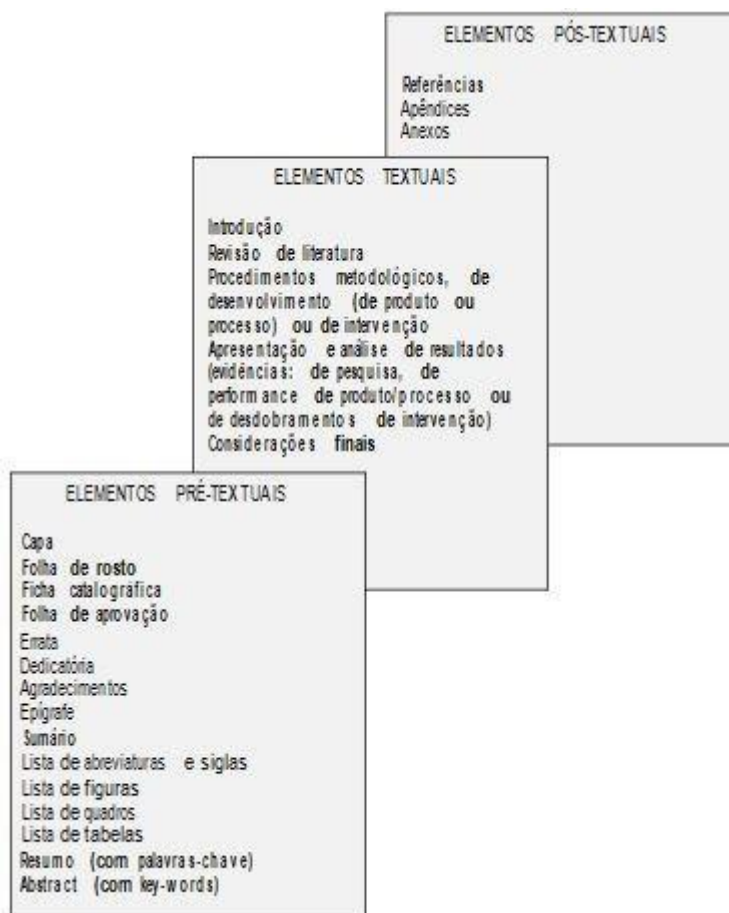 ELEMENTOS PÓS-TEXTUAIS
Referências
Apêndices
Anexos
ELEMENTOS TEXTUAIS
Introdução
Revisão de literatura
Procedimentos metodológicos, de
desenvolvimento (de produto ou
processo) ou de intervenção
Apresentação e análise de resultados
(evidências: de pesquisa, de
performance de produto/processo ou
de desdobramentos de intervenção)
Considerações finais
ELEMENTOS PRÉ-TEXTUAIS
Capa
Folha de rosto
Ficha catalográfica
Folha de aprovação
Errata
Dedicatória
Agradecimentos
Epígrafe
Sumário
Lista de abreviaturas e siglas
Lista de figuras
Lista de quadros
Lista de tabelas
Resumo (com palavras-chave)
Abstract (com key-words)